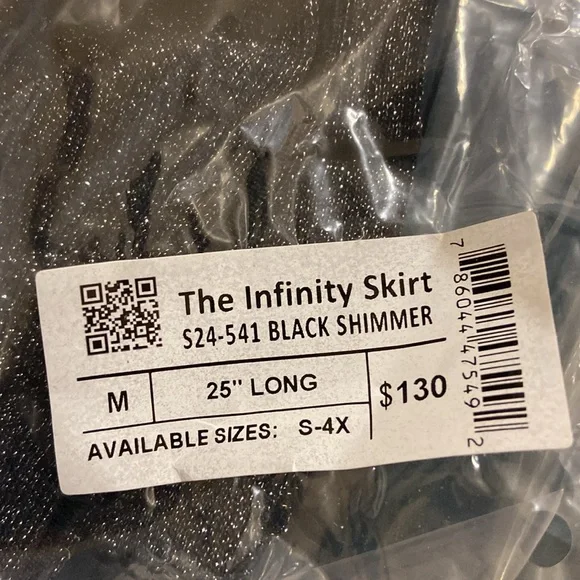 The Infinity Skirt
S24-541 BLACK SHIMMER
M
25" LONG
$130
AVAILABLE SIZES: S-4X
7 86044 47549 2